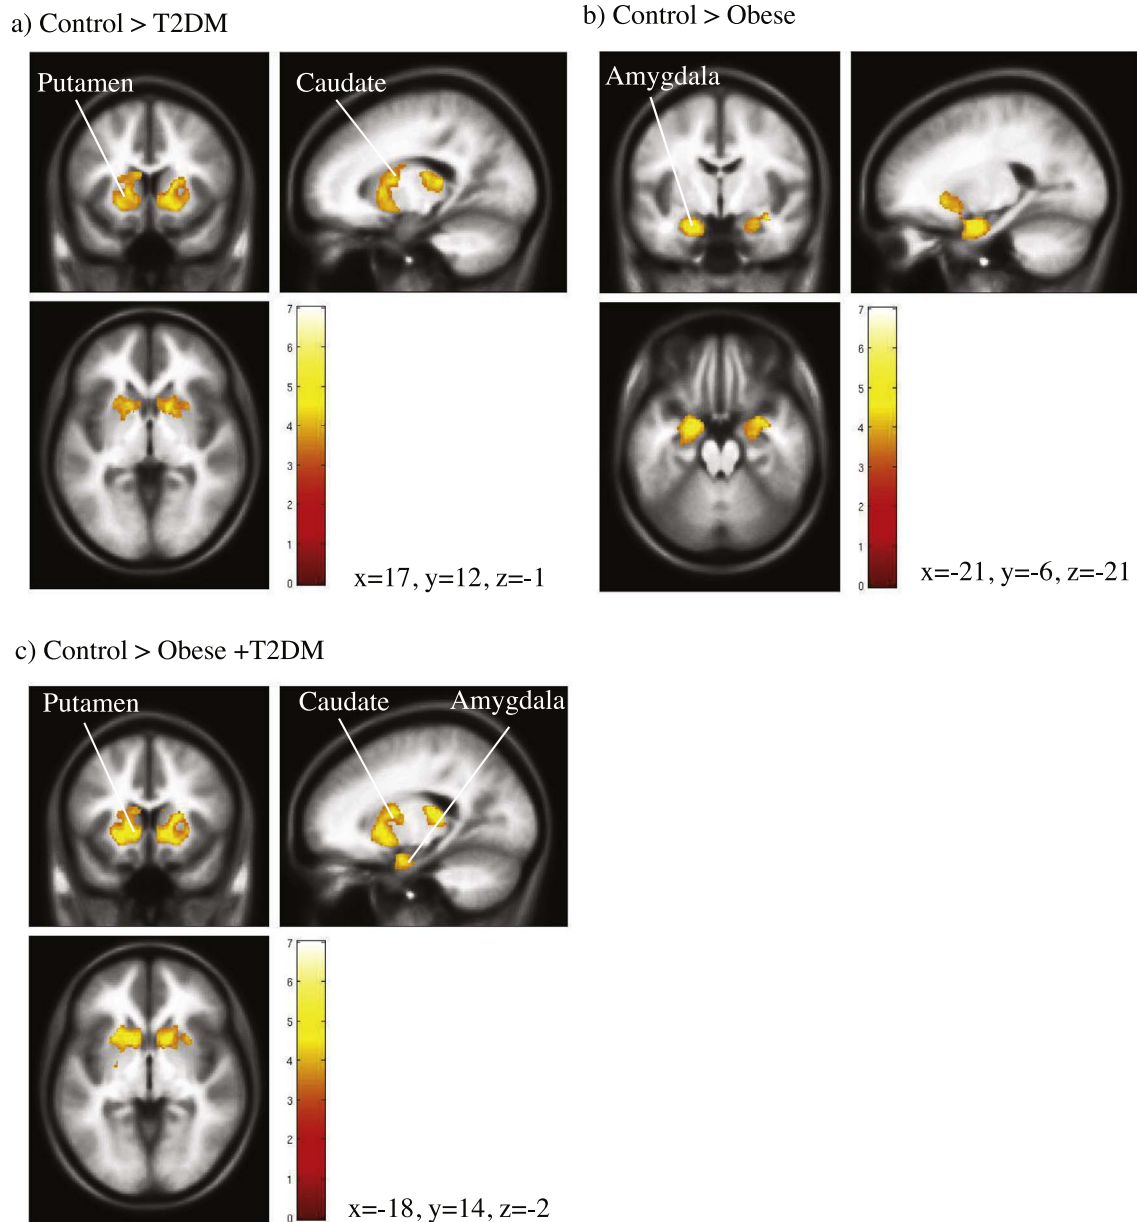 a) Control > T2DM
Putamen
Caudate
7
6
5
4
3
2
1
0
x=17, y=12, z=-1
b) Control > Obese
Amygdala
7
6
5
4
3
2
1
0
x=-21, y=-6, z=-21
c) Control > Obese +T2DM
Putamen
Caudate
Amygdala
7
6
5
4
3
2
1
0
x=-18, y=14, z=-2